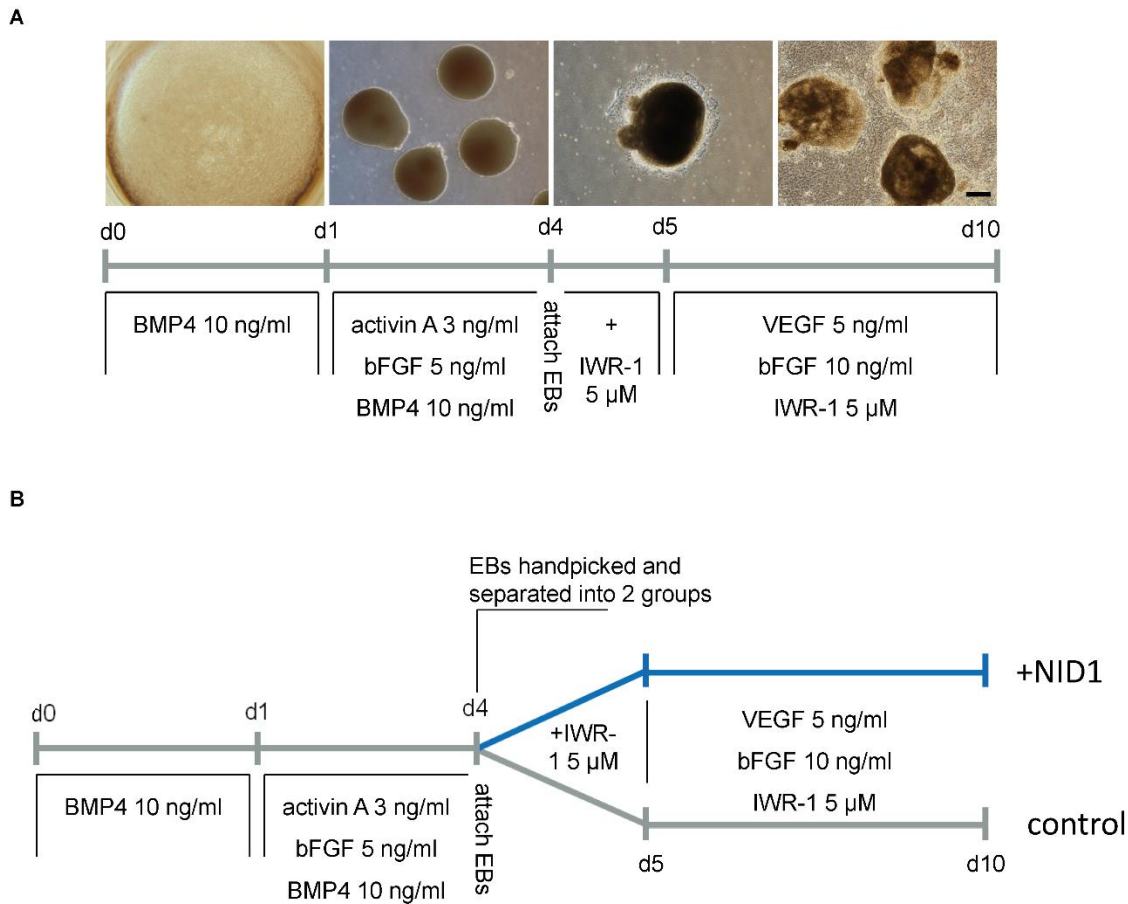 A
d0
d1
d4
d5
d10
BMP4 10 ng/ml
activin A 3 ng/ml
bFGF 5 ng/ml
BMP4 10 ng/ml
attach EBs
+
IWR-1
5 µM
VEGF 5 ng/ml
bFGF 10 ng/ml
IWR-1 5 µM
B
EBs handpicked and
separated into 2 groups
d0
d1
d4
BMP4 10 ng/ml
activin A 3 ng/ml
bFGF 5 ng/ml
BMP4 10 ng/ml
attach EBs
+IWR-
1 5 µM
VEGF 5 ng/ml
bFGF 10 ng/ml
IWR-1 5 µM
+NID1
control
d5
d10